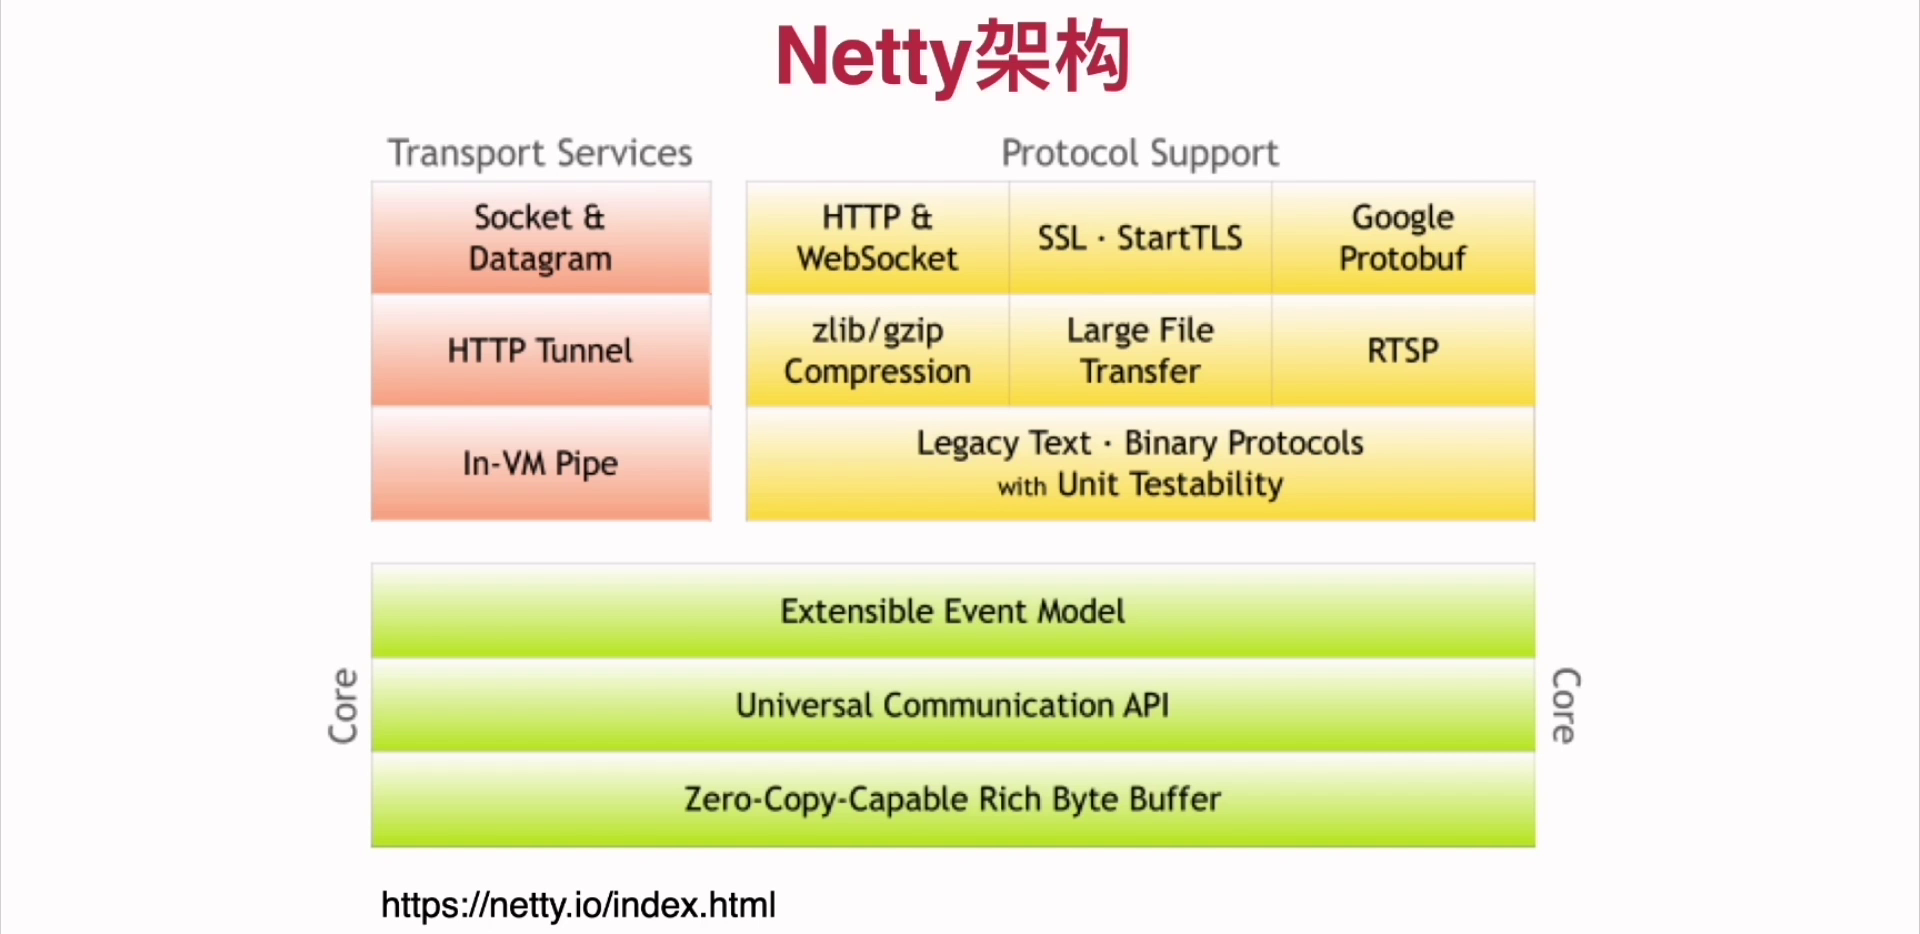 Netty架构
Transport Services
Socket &
Datagram
HTTP Tunnel
In-VM Pipe
Protocol Support
HTTP &
WebSocket
SSL · StartTLS
Google
Protobuf
zlib/gzip
Compression
Large File
Transfer
RTSP
Legacy Text · Binary Protocols
with Unit Testability
Core
Extensible Event Model
Universal Communication API
Zero-Copy-Capable Rich Byte Buffer
Core
https://netty.io/index.html